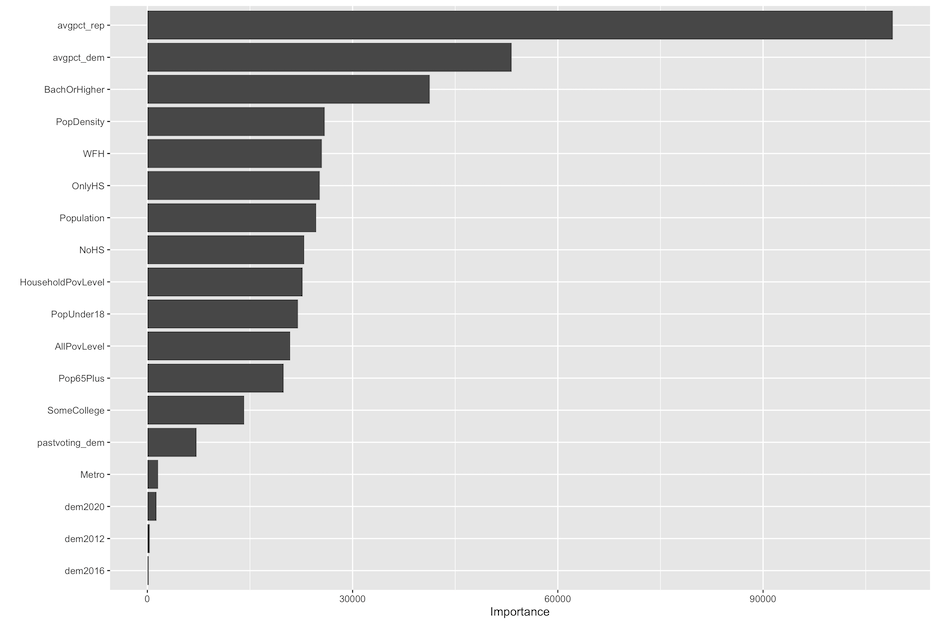 avgpct_rep
avgpct_dem
BachOrHigher
PopDensity
WFH
OnlyHS
Population
NoHS
HouseholdPovLevel
PopUnder18
AllPovLevel
Pop65Plus
SomeCollege
pastvoting_dem
Metro
dem2020
dem2012
dem2016
0 30000 60000 90000
Importance